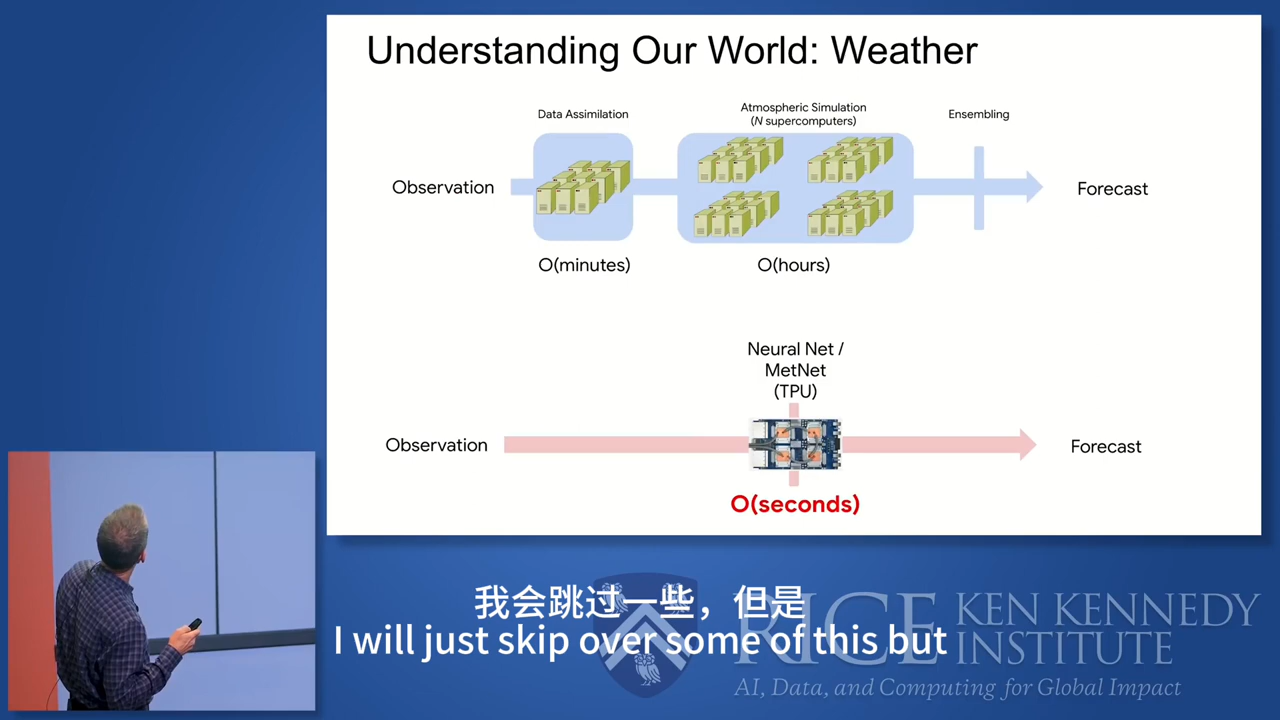 Understanding Our World: Weather
Data Assimilation
Atmospheric Simulation
(N supercomputers)
Ensembling
Observation
Forecast
O(minutes)
O(hours)
Neural Net /
MetNet
(TPU)
Observation
Forecast
O(seconds)
我会跳过一些，但是
I will just skip over some of this but
RICE
KEN KENNEDY
INSTITUTE
AI, Data, and Computing for Global Impact